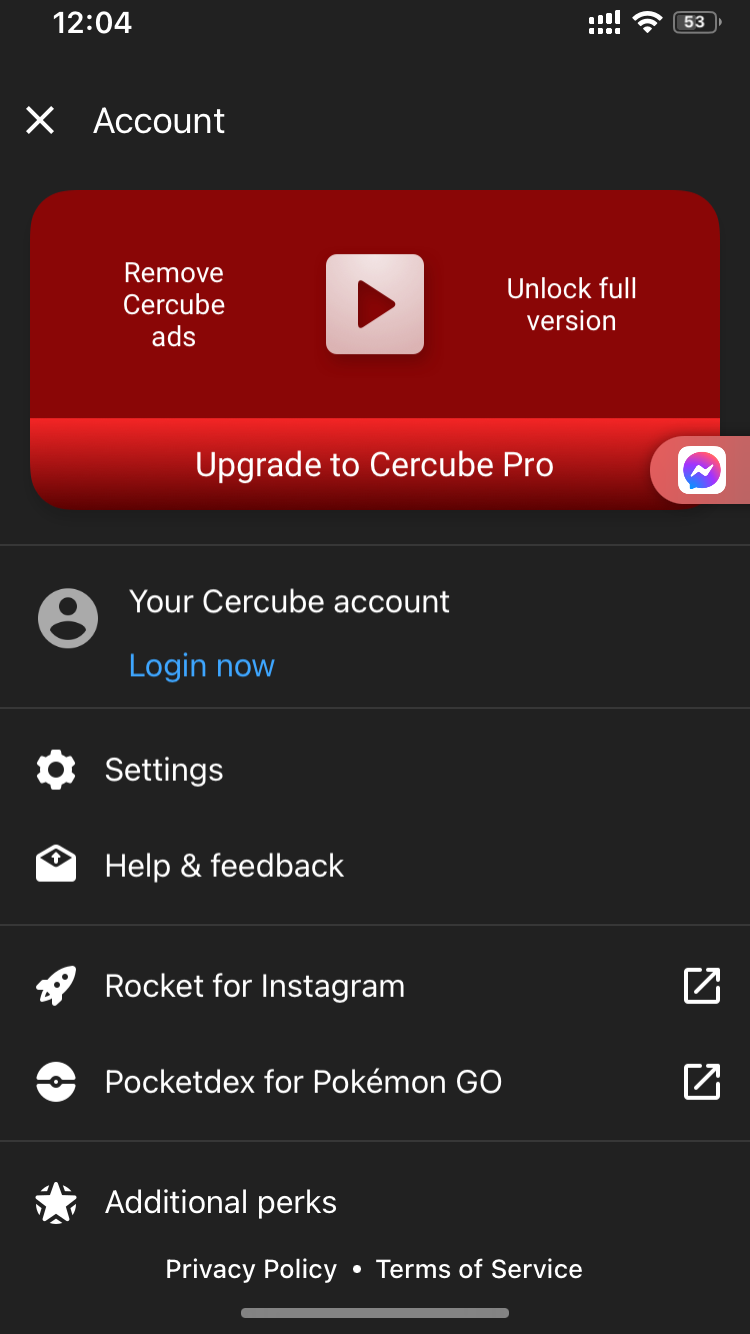 12:04
53
Account
Remove
Cercube
ads
Unlock full
version
Upgrade to Cercube Pro
Your Cercube account
Login now
Settings
Help & feedback
Rocket for Instagram
Pocketdex for Pokémon GO
Additional perks
Privacy Policy • Terms of Service